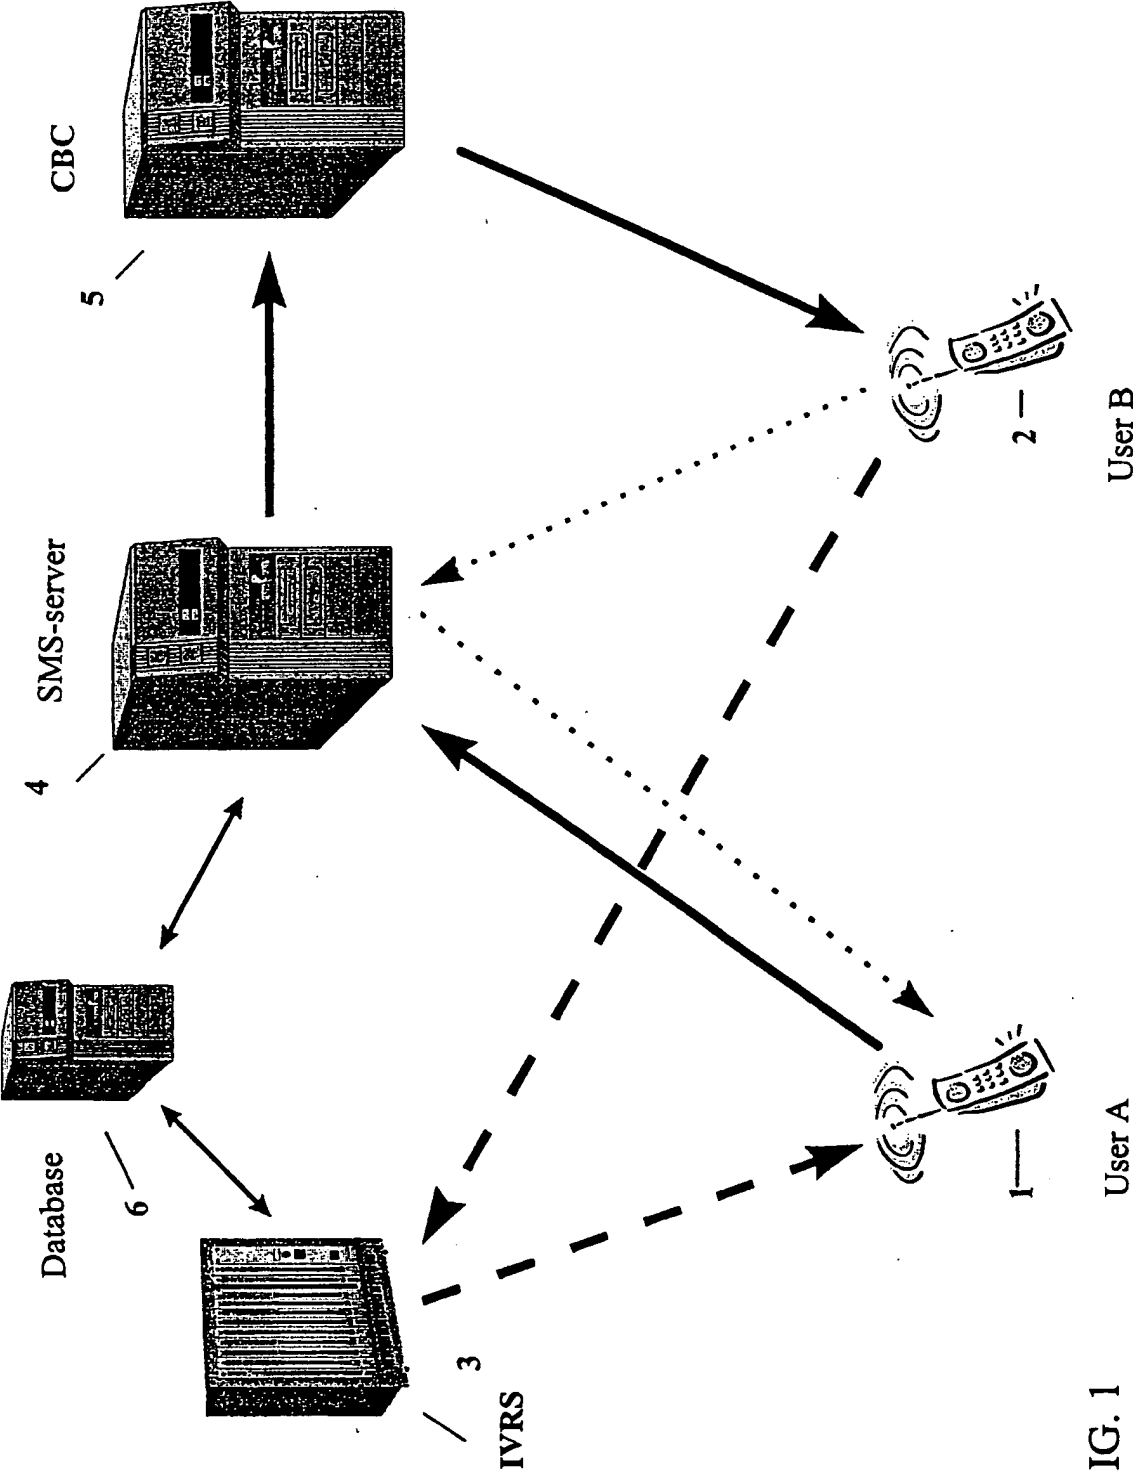 Database
SMS-server
CBC
6
4
5
IVRS
3
1
2
User A
User B
IG. 1